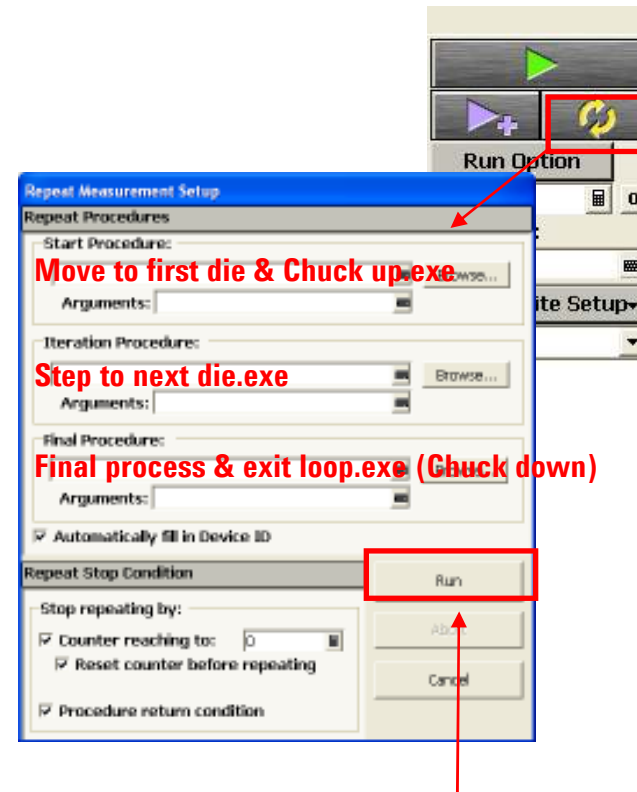 Run Option
ite Setup
Repeat Measurement Setup
Repeat Procedures
Start Procedure:
Move to first die & Chuck up.exe
Arguments:
Iteration Procedure:
Step to next die.exe
Browse...
Arguments:
Final Procedure:
Final process & exit loop.exe (Chuck down)
Arguments:
Automatically fill in Device ID
Repeat Stop Condition
Run
Stop repeating by:
Abort
Counter reaching to: 0
Reset counter before repeating
Cancel
Procedure return condition